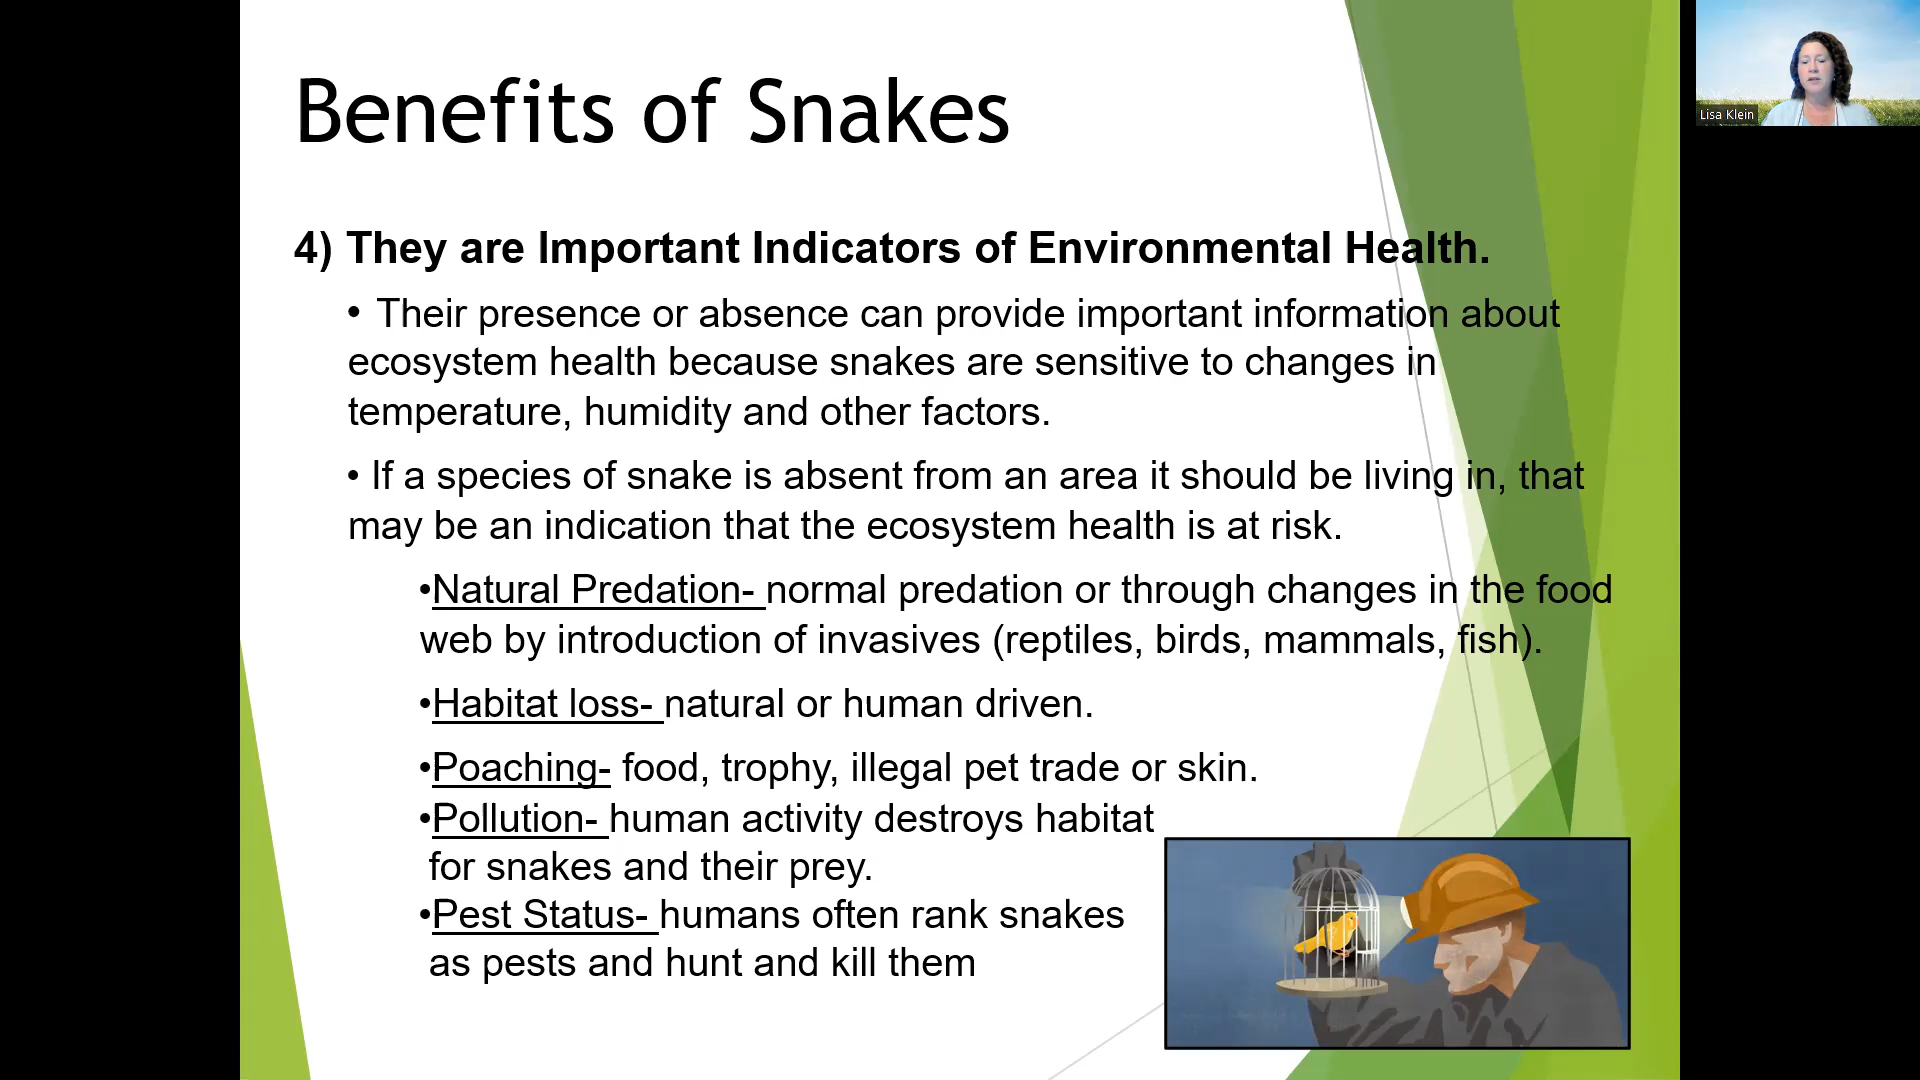 Benefits of Snakes
Lisa Klein
4) They are Important Indicators of Environmental Health.
• Their presence or absence can provide important information about
ecosystem health because snakes are sensitive to changes in
temperature, humidity and other factors.
• If a species of snake is absent from an area it should be living in, that
may be an indication that the ecosystem health is at risk.
•Natural Predation- normal predation or through changes in the food
web by introduction of invasives (reptiles, birds, mammals, fish).
•Habitat loss- natural or human driven.
•Poaching- food, trophy, illegal pet trade or skin.
•Pollution- human activity destroys habitat
for snakes and their prey.
•Pest Status- humans often rank snakes
as pests and hunt and kill them